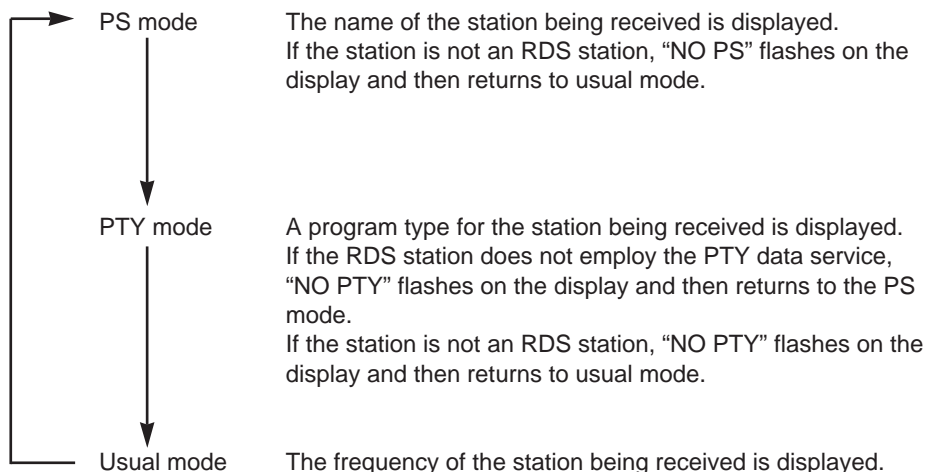 PS mode The name of the station being received is displayed.
If the station is not an RDS station, “NO PS” flashes on the
display and then returns to usual mode.
PTY mode A program type for the station being received is displayed.
If the RDS station does not employ the PTY data service,
“NO PTY” flashes on the display and then returns to the PS
mode.
If the station is not an RDS station, “NO PTY” flashes on the
display and then returns to usual mode.
Usual mode The frequency of the station being received is displayed.